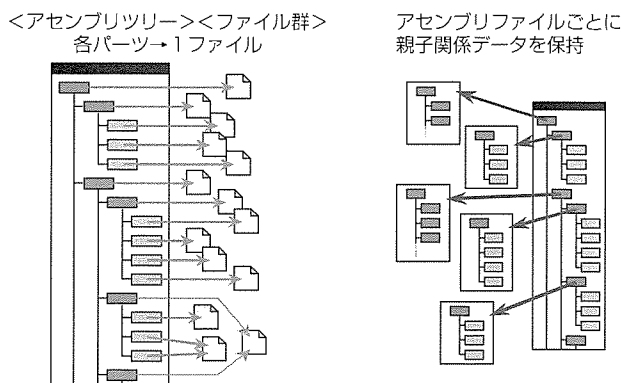 ＜アセンブリツリー＞＜ファイル群＞
各パーツ→１ファイル
アセンブリファイルごとに
親子関係データを保持